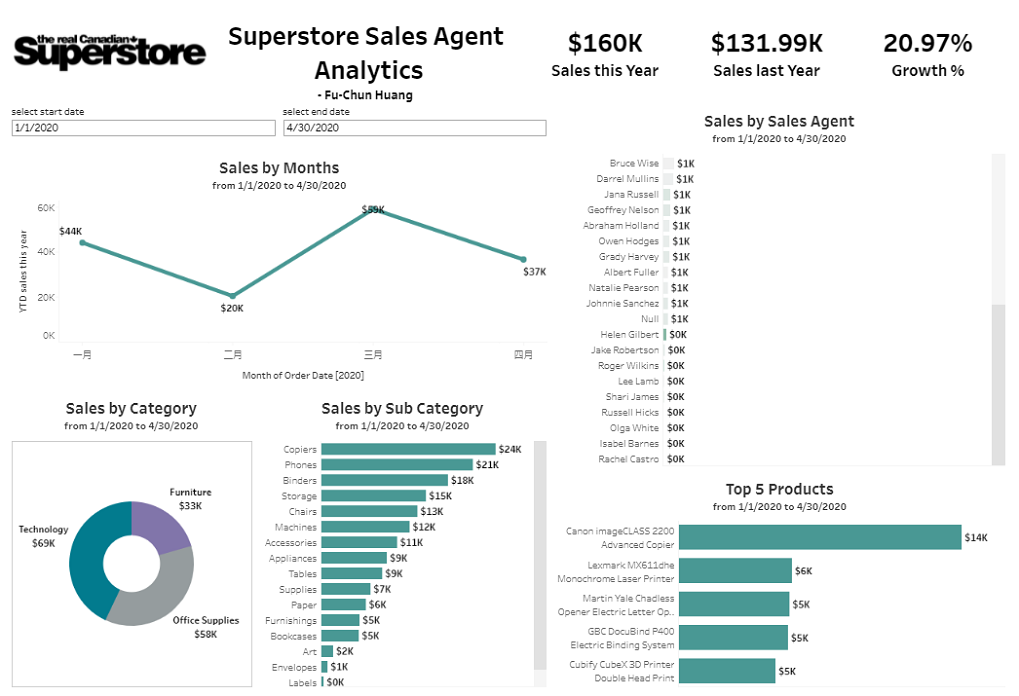 the real Canadian
Superstore
Superstore Sales Agent
Analytics
- Fu-Chun Huang
$160K
Sales this Year
$131.99K
Sales last Year
20.97%
Growth %
select start date
1/1/2020
select end date
4/30/2020
Sales by Months
from 1/1/2020 to 4/30/2020
YTD sales this year
60K
40K
20K
0K
$44K
$20K
$59K
$37K
一月
二月
三月
四月
Month of Order Date [2020]
Sales by Sales Agent
from 1/1/2020 to 4/30/2020
Bruce Wise $1K
Darrel Mullins $1K
Jana Russell $1K
Geoffrey Nelson $1K
Abraham Holland $1K
Owen Hodges $1K
Grady Harvey $1K
Albert Fuller $1K
Natalie Pearson $1K
Johnnie Sanchez $1K
Null $1K
Helen Gilbert $0K
Jake Robertson $0K
Roger Wilkins $0K
Lee Lamb $0K
Shari James $0K
Russell Hicks $0K
Olga White $0K
Isabel Barnes $0K
Rachel Castro $0K
Sales by Category
from 1/1/2020 to 4/30/2020
Furniture
$33K
Technology
$69K
Office Supplies
$58K
Sales by Sub Category
from 1/1/2020 to 4/30/2020
Copiers $24K
Phones $21K
Binders $18K
Storage $15K
Chairs $13K
Machines $12K
Accessories $11K
Appliances $9K
Tables $9K
Supplies $7K
Paper $6K
Furnishings $5K
Bookcases $5K
Art $2K
Envelopes $1K
Labels $0K
Top 5 Products
from 1/1/2020 to 4/30/2020
Canon imageCLASS 2200
Advanced Copier
$14K
Lexmark MX611dhe
Monochrome Laser Printer
$6K
Martin Yale Chadless
Opener Electric Letter Op..
$5K
GBC DocuBind P400
Electric Binding System
$5K
Cubify CubeX 3D Printer
Double Head Print
$5K